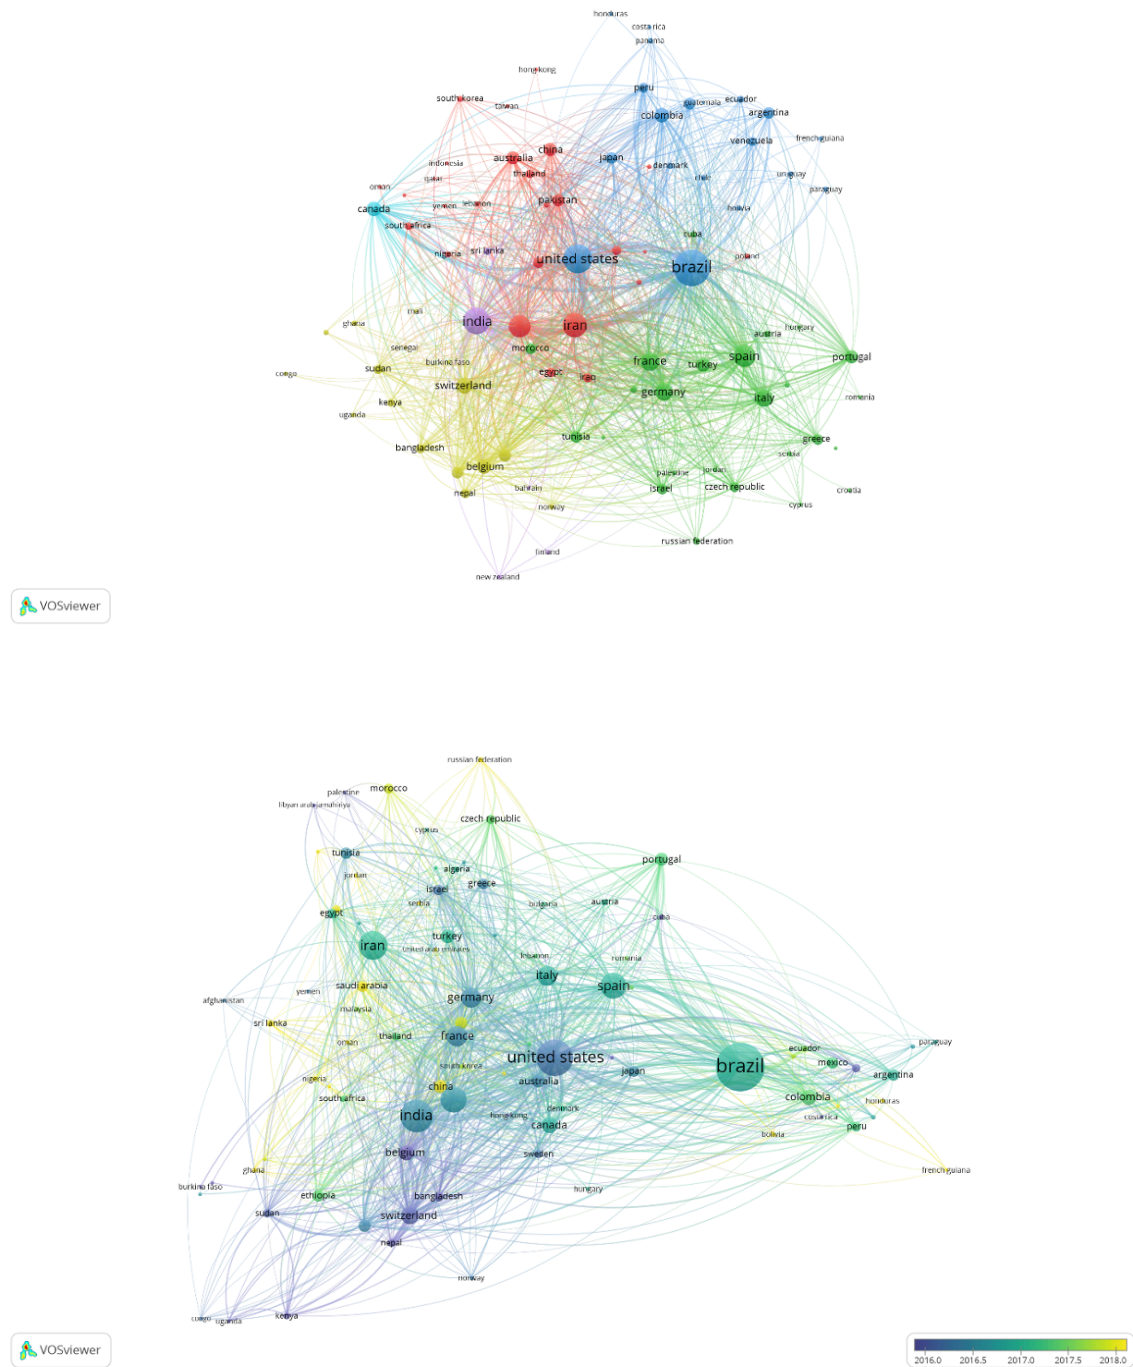 honduras
costa rica
panama
hong kong
peru
south korea
taiwan
guatemala
ecuador
colombia
argentina
french guiana
venezuela
china
australia
japan
indonesia
denmark
thailand
qatar
chile
uruguay
oman
paraguay
pakistan
yemen
lebanon
canada
bolivia
south africa
cuba
nigeria
sri lanka
united states
poland
brazil
mali
ghana
india
iran
hungary
austria
senegal
morocco
burkina faso
france
spain
portugal
sudan
turkey
congo
egypt
iraq
switzerland
germany
italy
romania
kenya
uganda
tunisia
greece
bangladesh
serbia
belgium
palestine
jordan
nepal
bahrain
israel
czech republic
croatia
norway
cyprus
russian federation
finland
new zealand
VOSviewer
russian federation
morocco
palestine
libyan arab jamahiriya
czech republic
cyprus
tunisia
portugal
algeria
jordan
israel
greece
serbia
bulgaria
austria
egypt
cuba
turkey
iran
united arab emirates
lebanon
romania
italy
saudi arabia
spain
yemen
germany
afghanistan
malaysia
sri lanka
thailand
france
oman
paraguay
ecuador
united states
brazil
mexico
south korea
japan
argentina
nigeria
australia
china
south africa
colombia
honduras
denmark
india
hong kong
costa rica
canada
peru
bolivia
belgium
sweden
ghana
french guiana
burkina faso
hungary
ethiopia
bangladesh
sudan
switzerland
nepal
norway
congo
uganda
kenya
VOSviewer
2016.0 2016.5 2017.0 2017.5 2018.0